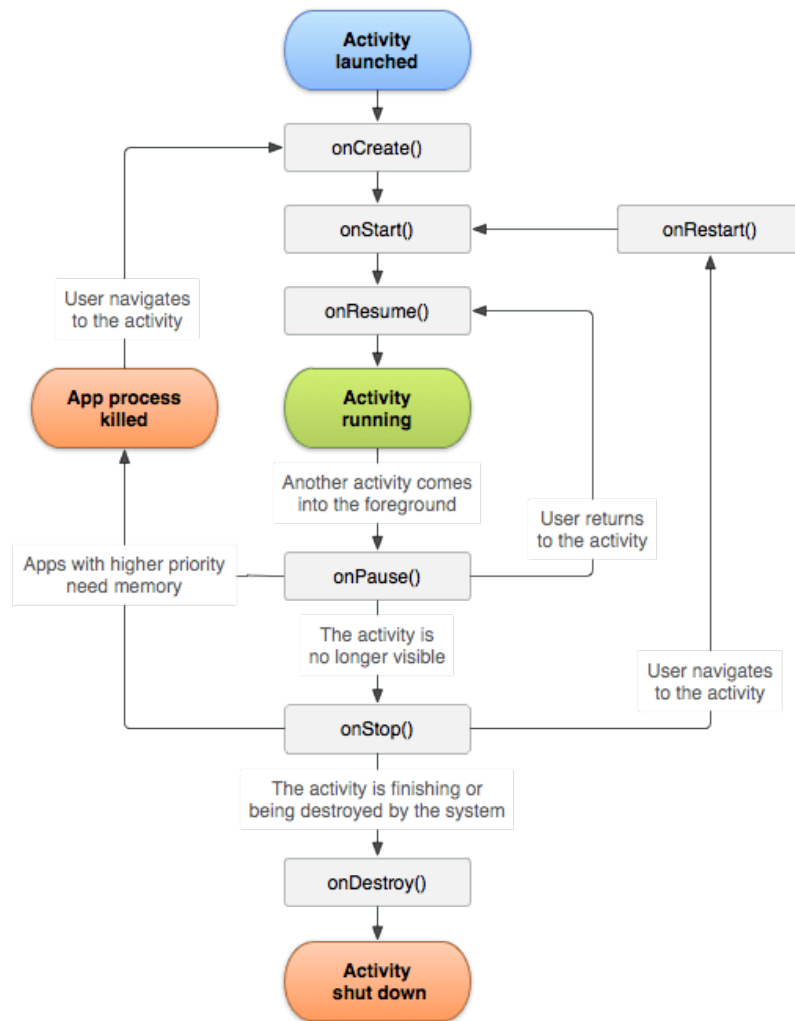 Activity
launched
onCreate()
onStart()
onRestart()
User navigates
to the activity
onResume()
App process
killed
Activity
running
Another activity comes
into the foreground
User returns
to the activity
Apps with higher priority
need memory
onPause()
The activity is
no longer visible
User navigates
to the activity
onStop()
The activity is finishing or
being destroyed by the system
onDestroy()
Activity
shut down